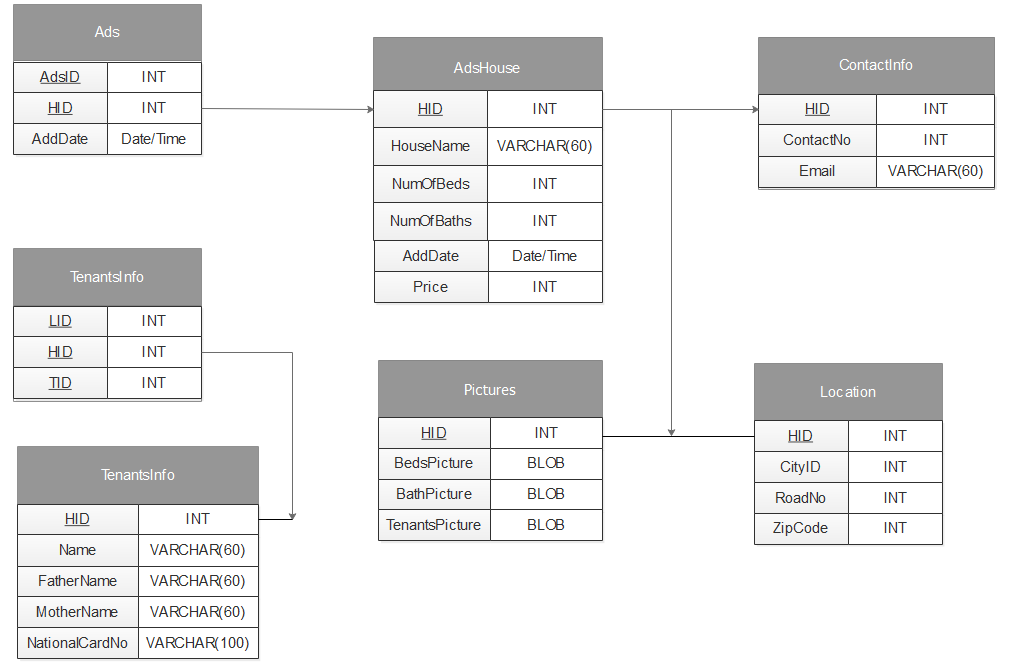 Ads
AdsID INT
HID INT
AddDate Date/Time
AdsHouse
HID INT
HouseName VARCHAR(60)
NumOfBeds INT
NumOfBaths INT
AddDate Date/Time
Price INT
ContactInfo
HID INT
ContactNo INT
Email VARCHAR(60)
TenantsInfo
LID INT
HID INT
TID INT
Pictures
HID INT
BedsPicture BLOB
BathPicture BLOB
TenantsPicture BLOB
Location
HID INT
CityID INT
RoadNo INT
ZipCode INT
TenantsInfo
HID INT
Name VARCHAR(60)
FatherName VARCHAR(60)
MotherName VARCHAR(60)
NationalCardNo VARCHAR(100)